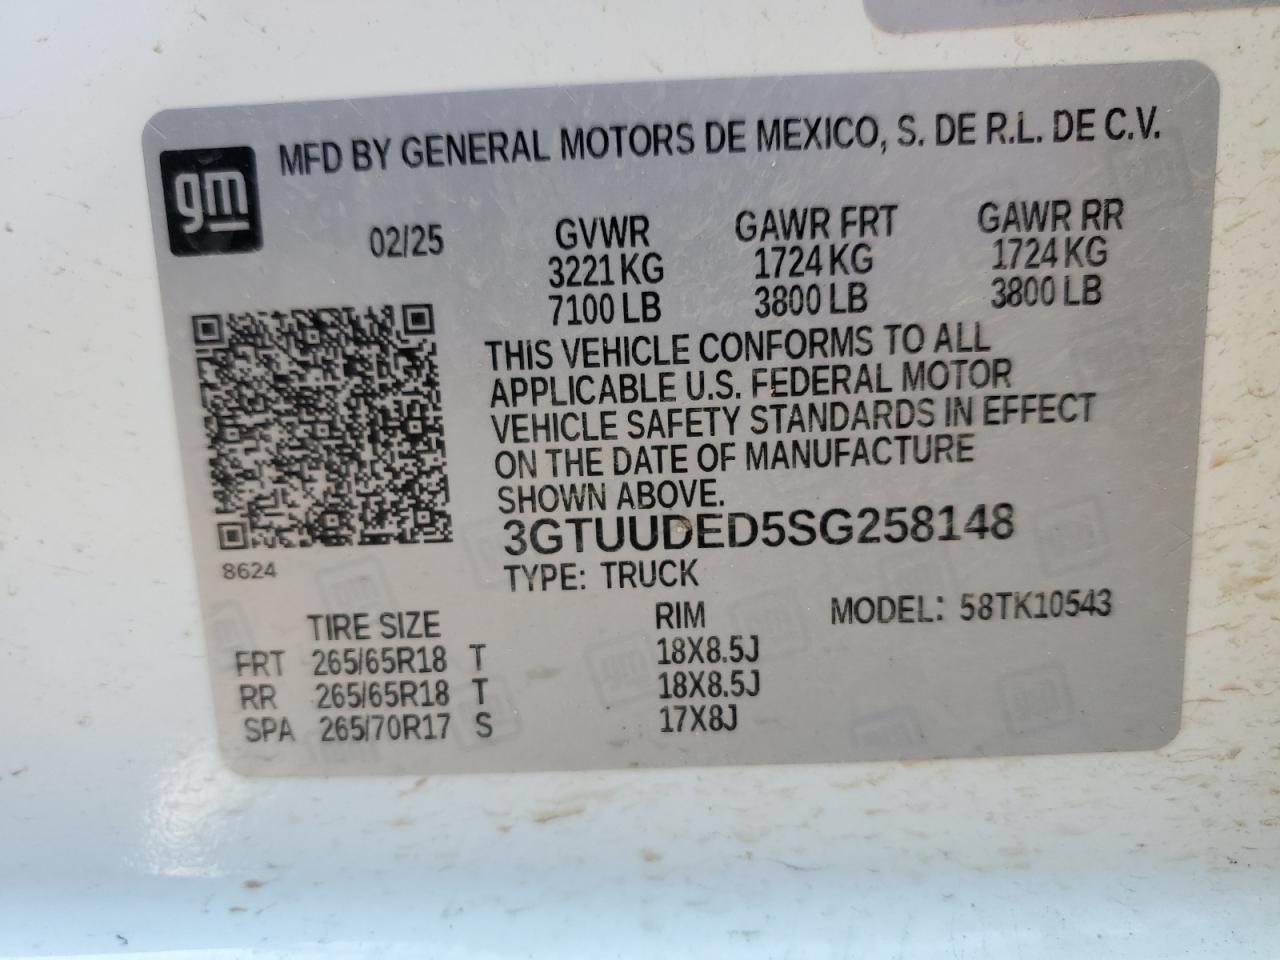 gm
MFD BY GENERAL MOTORS DE MEXICO, S. DE R.L. DE C.V.
02/25 GVWR GAWR FRT GAWR RR
3221 KG 1724 KG 1724 KG
7100 LB 3800 LB 3800 LB
THIS VEHICLE CONFORMS TO ALL
APPLICABLE U.S. FEDERAL MOTOR
VEHICLE SAFETY STANDARDS IN EFFECT
ON THE DATE OF MANUFACTURE
SHOWN ABOVE.
3GTUUDED5SG258148
8624
TYPE: TRUCK
TIRE SIZE RIM MODEL: 58TK10543
FRT 265/65R18 T 18X8.5J
RR 265/65R18 T 18X8.5J
SPA 265/70R17 S 17X8J